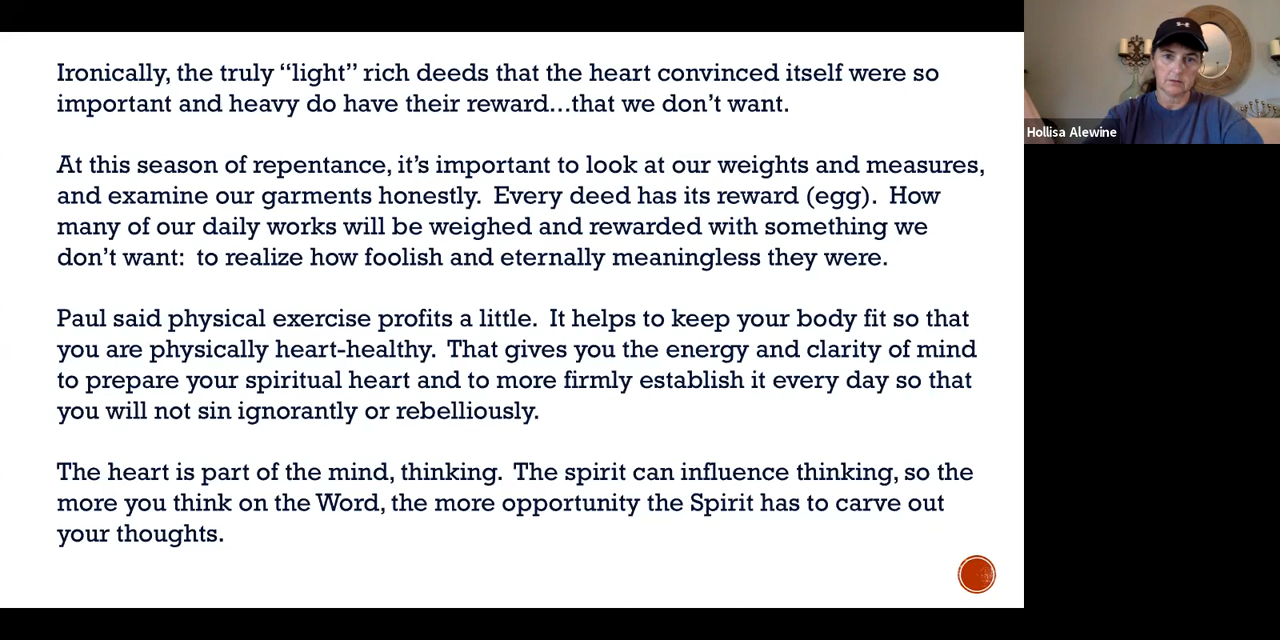 Ironically, the truly “light” rich deeds that the heart convinced itself were so
important and heavy do have their reward…that we don’t want.
At this season of repentance, it’s important to look at our weights and measures,
and examine our garments honestly.  Every deed has its reward (egg).  How
many of our daily works will be weighed and rewarded with something we
don’t want:  to realize how foolish and eternally meaningless they were.
Paul said physical exercise profits a little.  It helps to keep your body fit so that
you are physically heart-healthy.  That gives you the energy and clarity of mind
to prepare your spiritual heart and to more firmly establish it every day so that
you will not sin ignorantly or rebelliously.
The heart is part of the mind, thinking.  The spirit can influence thinking, so the
more you think on the Word, the more opportunity the Spirit has to carve out
your thoughts.
Hollisa Alewine